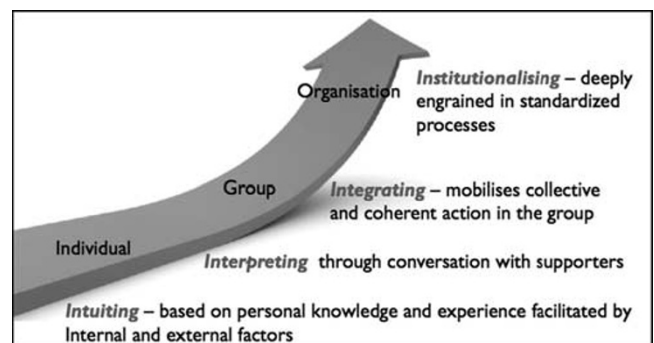 Organisation
Institutionalising – deeply
engrained in standardized
processes
Group
Integrating – mobilises collective
and coherent action in the group
Individual
Interpreting through conversation with supporters
Intuiting – based on personal knowledge and experience facilitated by
Internal and external factors